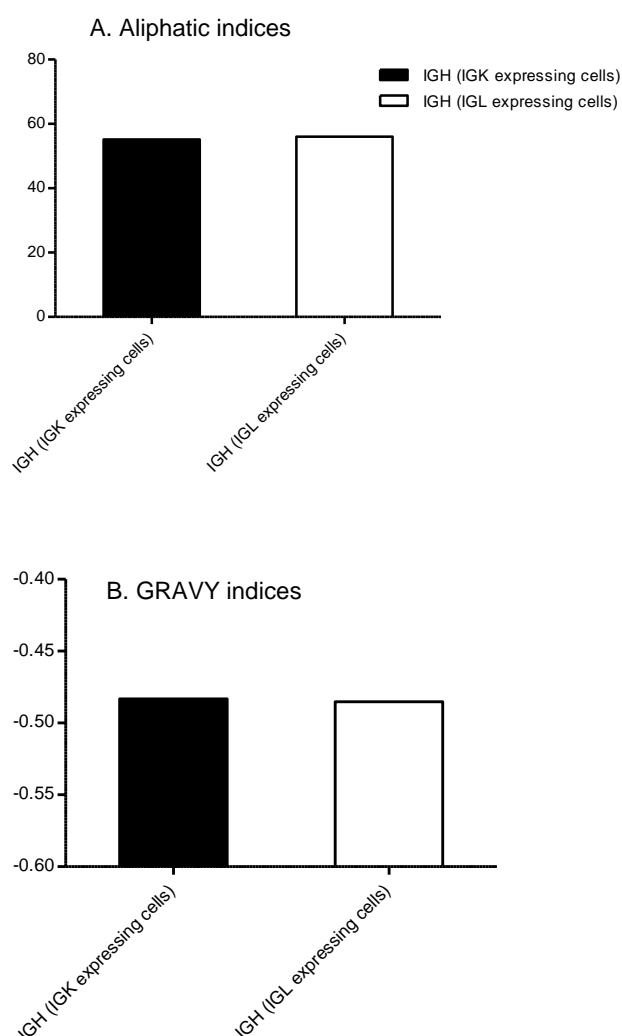 A. Aliphatic indices
80
60
40
20
0
IGH (IGK expressing cells)
IGH (IGL expressing cells)
IGH (IGK expressing cells)
IGH (IGL expressing cells)
B. GRAVY indices
-0.40
-0.45
-0.50
-0.55
-0.60
IGH (IGK expressing cells)
IGH (IGL expressing cells)